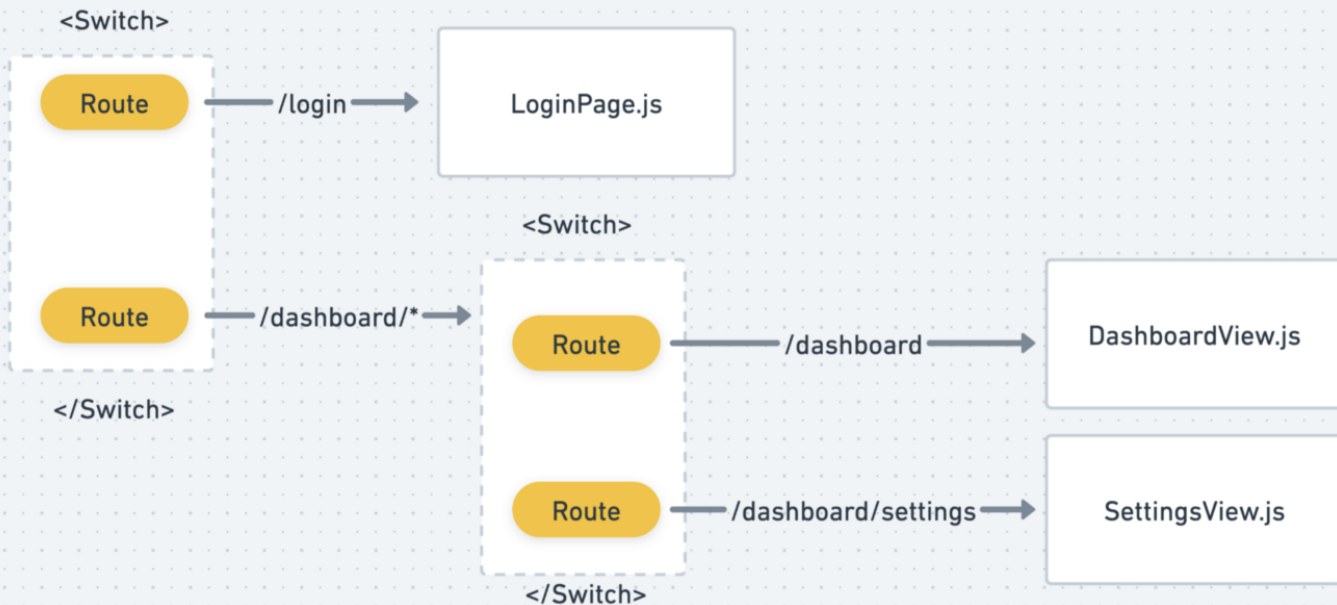 <Switch>
Route
/login
LoginPage.js
Route
/dashboard/*
</Switch>
<Switch>
Route
/dashboard
DashboardView.js
Route
/dashboard/settings
SettingsView.js
</Switch>